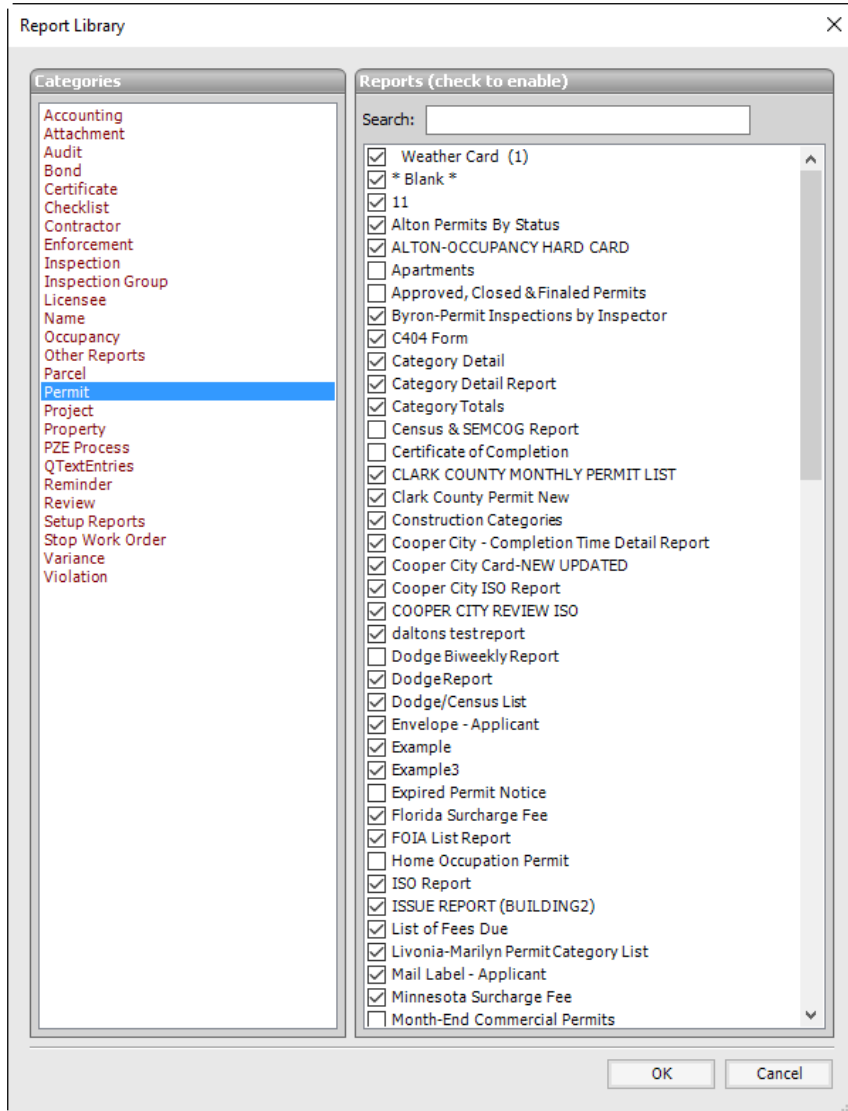 Report Library
Categories
Accounting
Attachment
Audit
Bond
Certificate
Checklist
Contractor
Enforcement
Inspection
Inspection Group
Licensee
Name
Occupancy
Other Reports
Parcel
Permit
Project
Property
PZE Process
QTextEntries
Reminder
Review
Setup Reports
Stop Work Order
Variance
Violation
Reports (check to enable)
Search:
Weather Card (1)
* Blank *
11
Alton Permits By Status
ALTON-OCCUPANCY HARD CARD
Apartments
Approved, Closed & Finaled Permits
Byron-Permit Inspections by Inspector
C404 Form
Category Detail
Category Detail Report
Category Totals
Census & SEMCOG Report
Certificate of Completion
CLARK COUNTY MONTHLY PERMIT LIST
Clark County Permit New
Construction Categories
Cooper City - Completion Time Detail Report
Cooper City Card-NEW UPDATED
Cooper City ISO Report
COOPER CITY REVIEW ISO
daltons testreport
Dodge Biweekly Report
DodgeReport
Dodge/Census List
Envelope - Applicant
Example
Example3
Expired Permit Notice
Florida Surcharge Fee
FOIA List Report
Home Occupation Permit
ISO Report
ISSUE REPORT (BUILDING2)
List of Fees Due
Livonia-Marilyn Permit Category List
Mail Label - Applicant
Minnesota Surcharge Fee
Month-End Commercial Permits
OK
Cancel